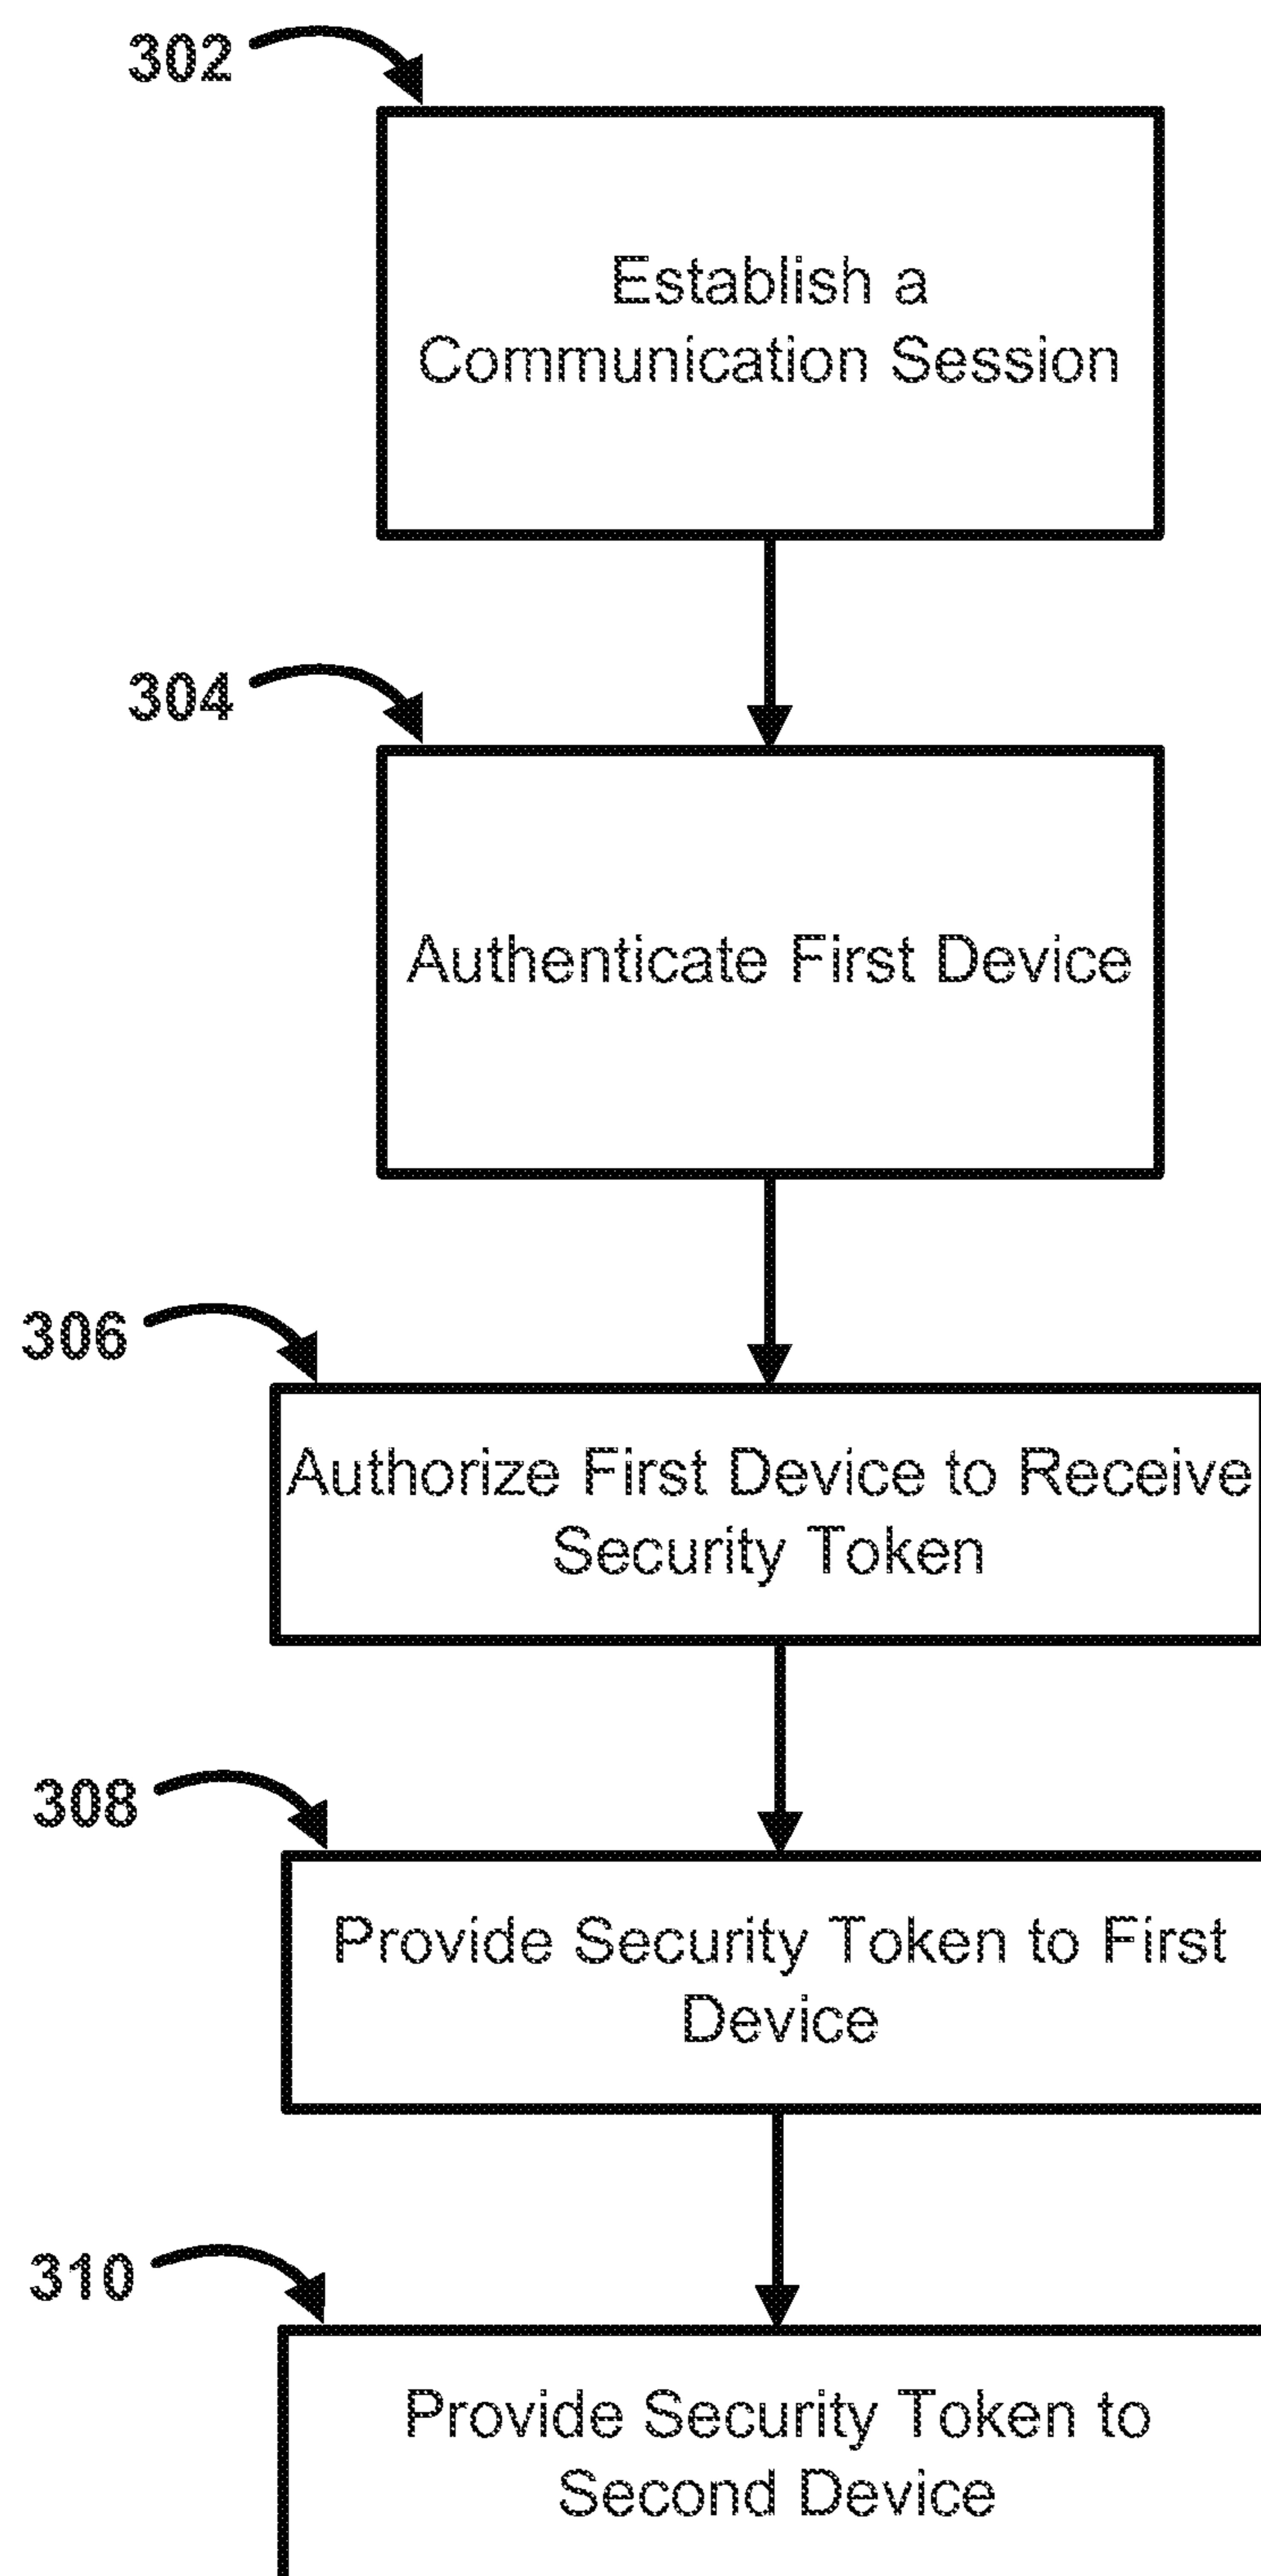 302
Establish a
Communication Session
304
Authenticate First Device
306
Authorize First Device to Receive
Security Token
308
Provide Security Token to First
Device
310
Provide Security Token to
Second Device